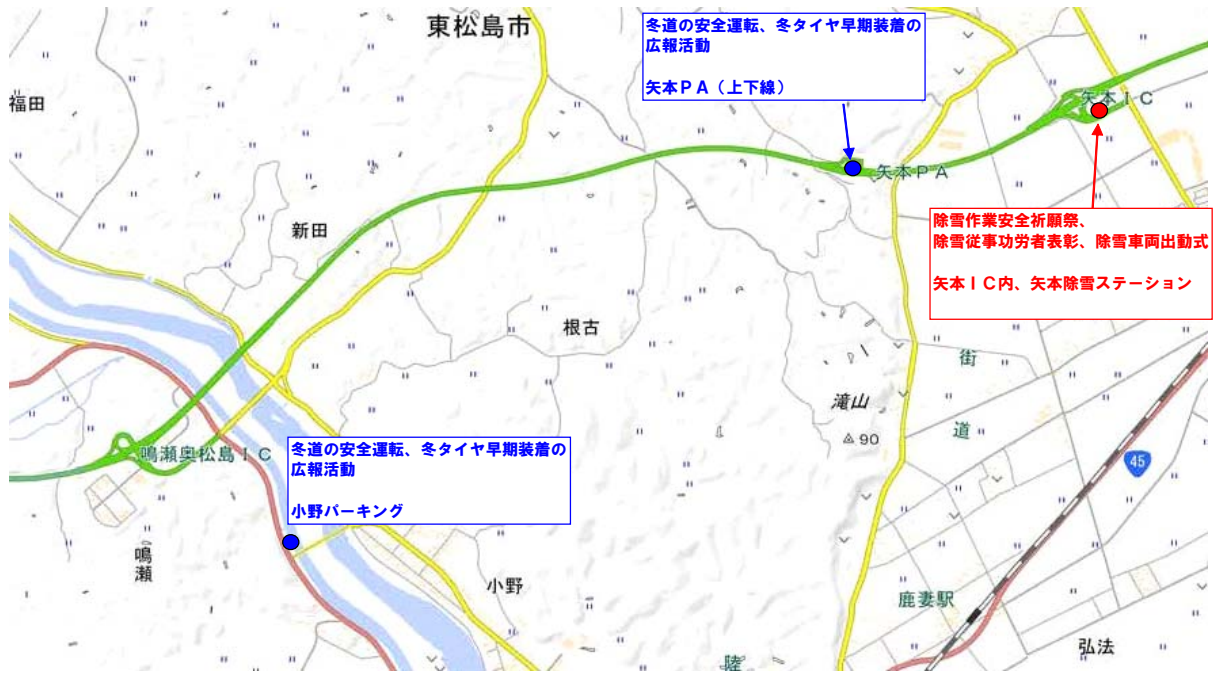 東松島市
冬道の安全運転、冬タイヤ早期装着の
広報活動
矢本ＰＡ（上下線）
福田
矢本ＩＣ
矢本ＰＡ
新田
除雪作業安全祈願祭、
除雪従事功労者表彰、除雪車両出動式
矢本ＩＣ内、矢本除雪ステーション
根古
街
道
滝山
90
鳴瀬奥松島ＩＣ
45
冬道の安全運転、冬タイヤ早期装着の
広報活動
小野パーキング
鳴瀬
小野
鹿妻駅
弘法
陸